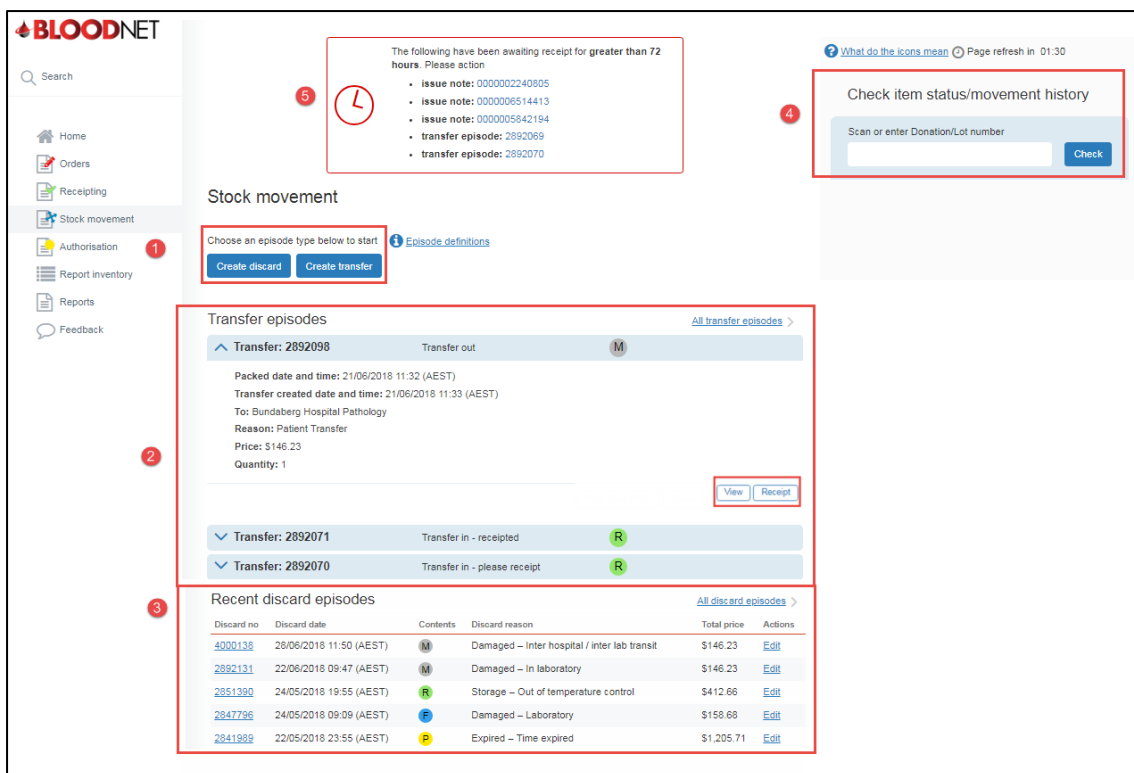 BLOODNET
Search
Home
Orders
Receipting
Stock movement
Authorisation
Report inventory
Reports
Feedback
1
5
The following have been awaiting receipt for greater than 72
hours. Please action
• issue note: 0000002240805
• issue note: 0000006514413
• issue note: 0000005842194
• transfer episode: 2892069
• transfer episode: 2892070
What do the icons mean Page refresh in 01:30
4
Check item status/movement history
Scan or enter Donation/Lot number
Check
Stock movement
Choose an episode type below to start Episode definitions
Create discard Create transfer
2
Transfer episodes All transfer episodes
Transfer: 2892098 Transfer out M
Packed date and time: 21/06/2018 11:32 (AEST)
Transfer created date and time: 21/06/2018 11:33 (AEST)
To: Bundaberg Hospital Pathology
Reason: Patient Transfer
Price: $146.23
Quantity: 1
View Receipt
Transfer: 2892071 Transfer in - receipted R
Transfer: 2892070 Transfer in - please receipt R
3
Recent discard episodes All discard episodes
Discard no Discard date Contents Discard reason Total price Actions
4000138 28/06/2018 11:50 (AEST) M Damaged – Inter hospital / inter lab transit $146.23 Edit
2892131 22/06/2018 09:47 (AEST) M Damaged – In laboratory $146.23 Edit
2851390 24/05/2018 19:55 (AEST) R Storage – Out of temperature control $412.66 Edit
2847796 24/05/2018 09:09 (AEST) F Damaged – Laboratory $158.68 Edit
2841989 22/05/2018 23:55 (AEST) P Expired – Time expired $1,205.71 Edit